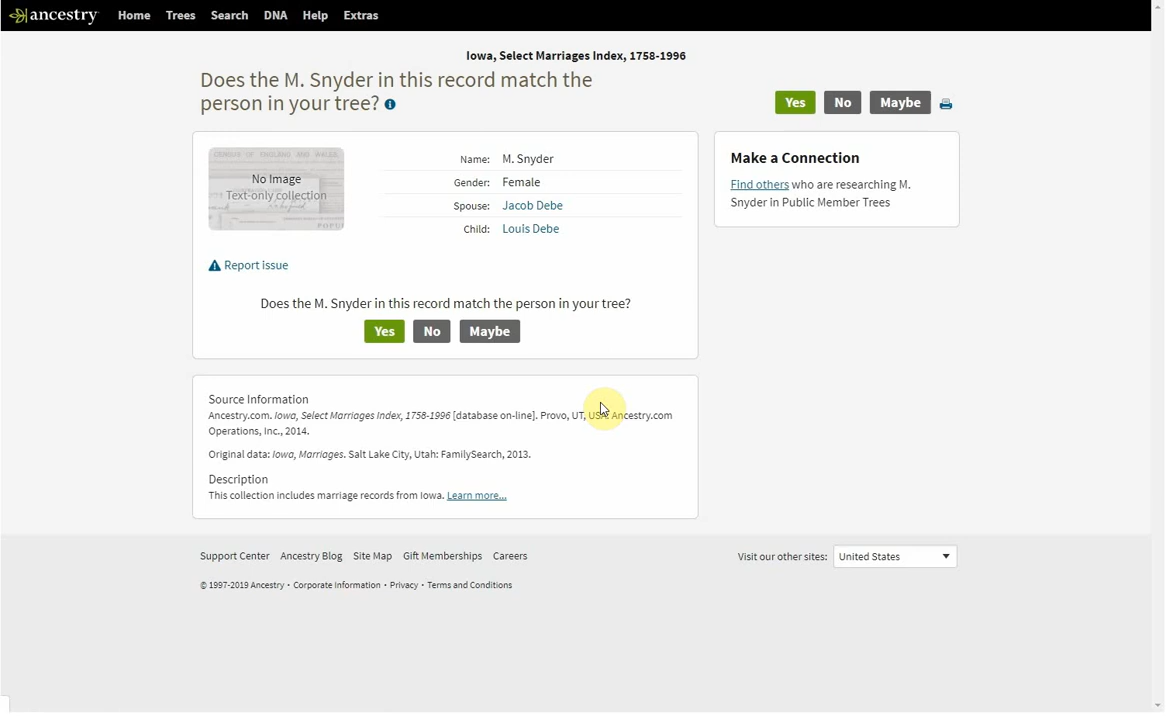 ancestry Home Trees Search DNA Help Extras
Iowa, Select Marriages Index, 1758-1996
Does the M. Snyder in this record match the
person in your tree?
Yes No Maybe
CENSUS OF ENGLAND AND WALES
No Image
Text-only collection
Name: M. Snyder
Gender: Female
Spouse: Jacob Debe
Child: Louis Debe
Report issue
Does the M. Snyder in this record match the person in your tree?
Yes No Maybe
Make a Connection
Find others who are researching M.
Snyder in Public Member Trees
Source Information
Ancestry.com. Iowa, Select Marriages Index, 1758-1996 [database on-line]. Provo, UT, USA: Ancestry.com
Operations, Inc., 2014.
Original data: Iowa, Marriages. Salt Lake City, Utah: FamilySearch, 2013.
Description
This collection includes marriage records from Iowa. Learn more...
Support Center Ancestry Blog Site Map Gift Memberships Careers
Visit our other sites: United States
© 1997-2019 Ancestry • Corporate Information • Privacy • Terms and Conditions